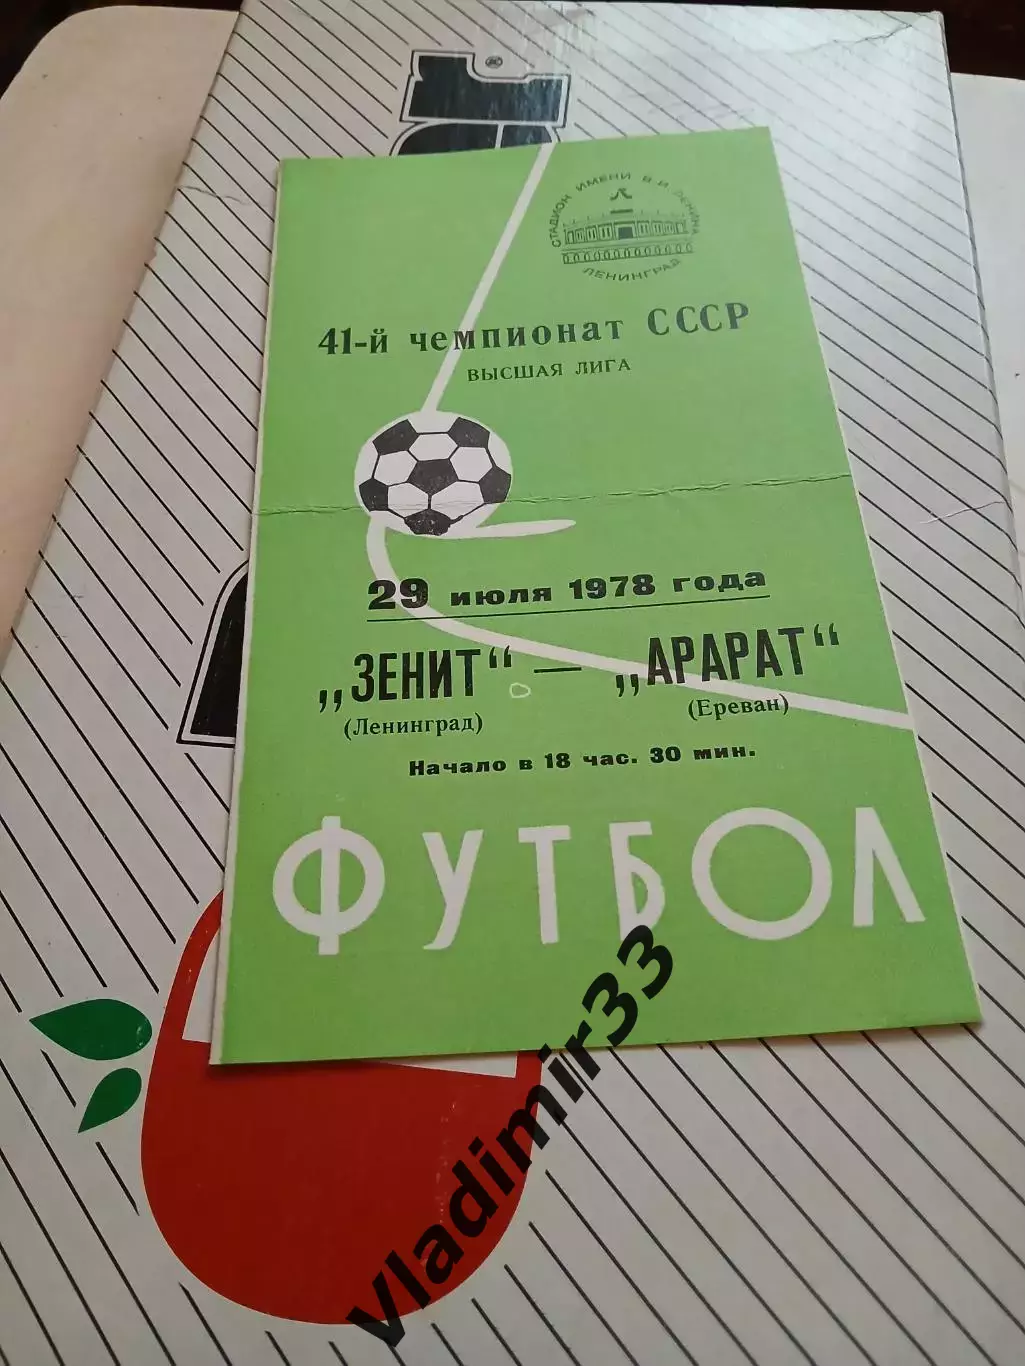 СТАДИОН ИМЕНИ В.И. ЛЕНИНА
ЛЕНИНГРАД
41-й чемпионат СССР
ВЫСШАЯ ЛИГА
29 июля 1978 года
„ЗЕНИТ“ — „АРАРАТ“
(Ленинград) (Ереван)
Начало в 18 час. 30 мин.
ФУТБОЛ
Vladimir33